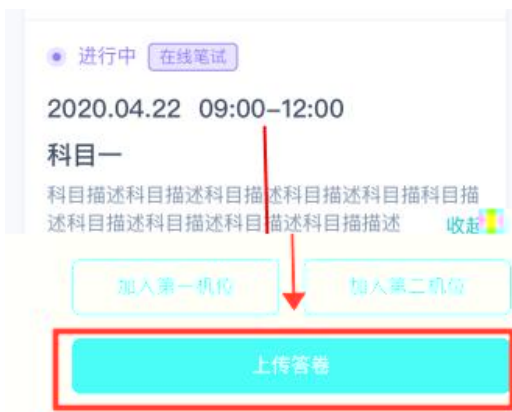 进行中 在线笔试
2020.04.22 09:00-12:00
科目一
科目描述科目描述科目描述科目描述科目描科目描
述科目描述科目描述科目描述科目描描述 收起
加入第一机位 加入第二机位
上传答卷